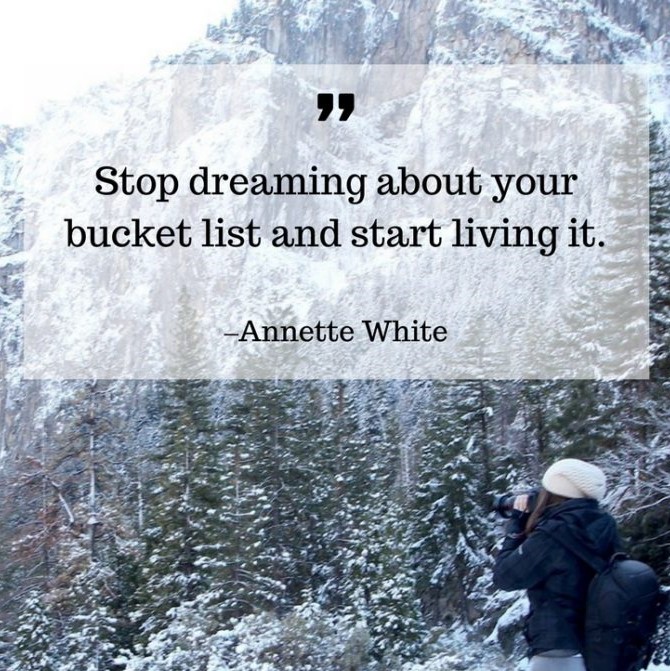 ”
Stop dreaming about your
bucket list and start living it.
–Annette White